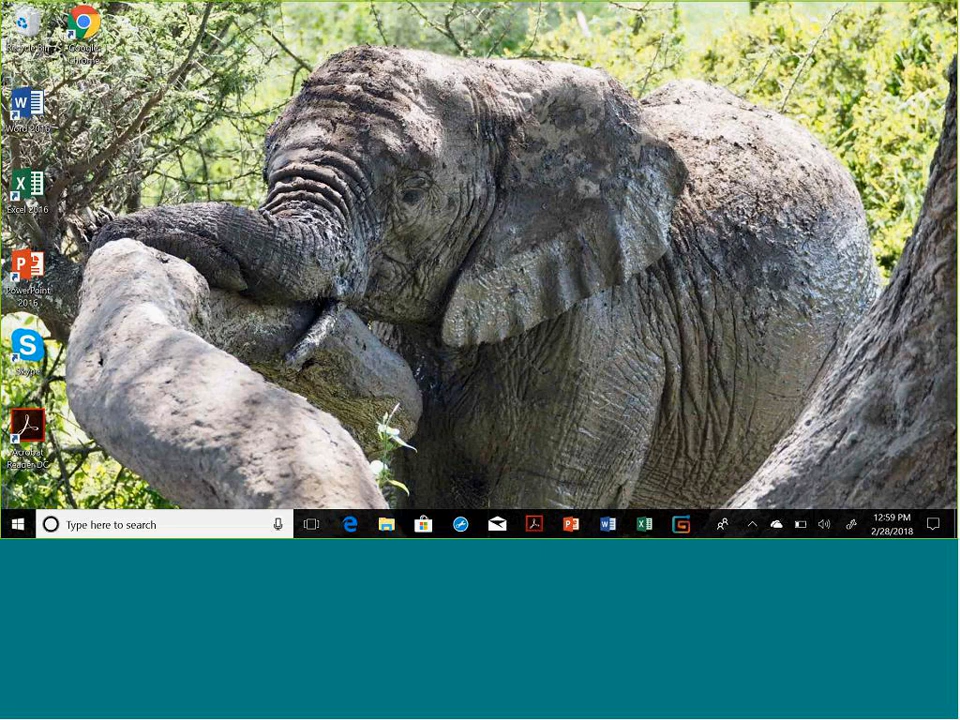 Recycle Bin
Google
Chrome
Word 2016
Excel 2016
PowerPoint
2016
Skype
Acrobat
Reader DC
Type here to search
12:59 PM
2/28/2018